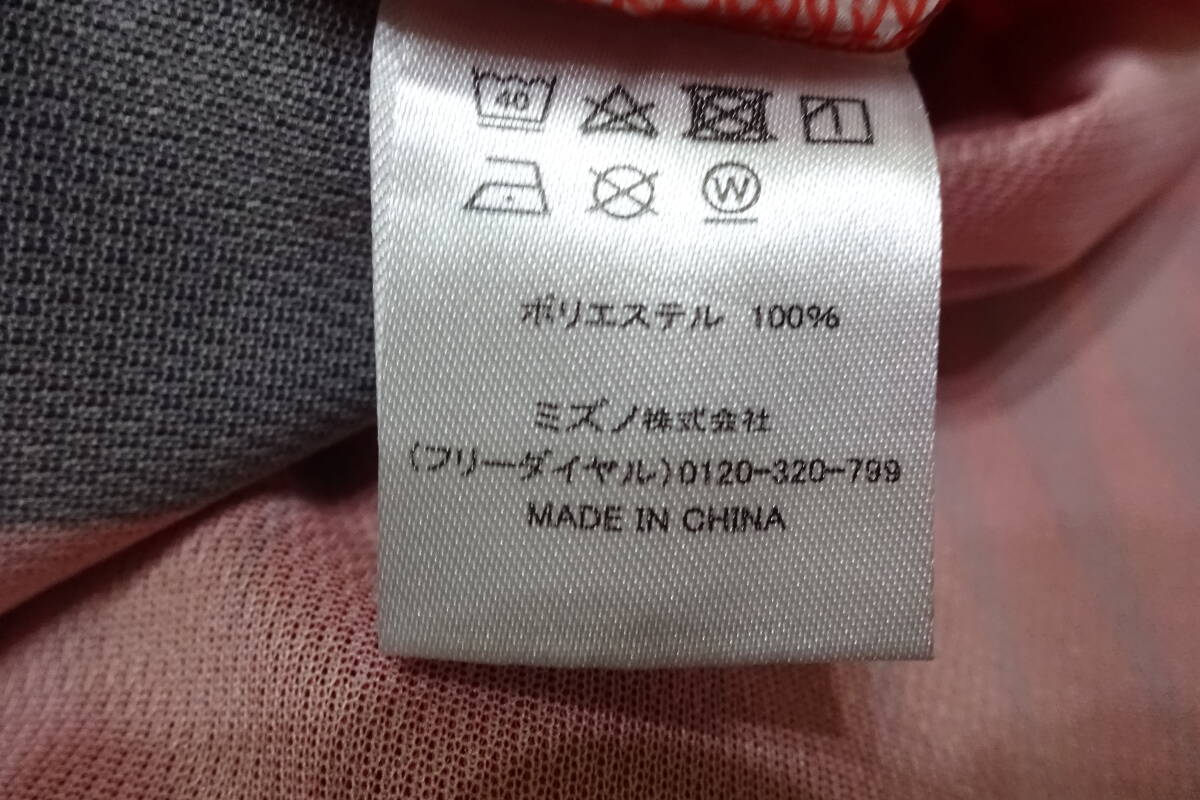 40
W
ポリエステル 100%
ミズノ株式会社
(フリーダイヤル)0120-320-799
MADE IN CHINA